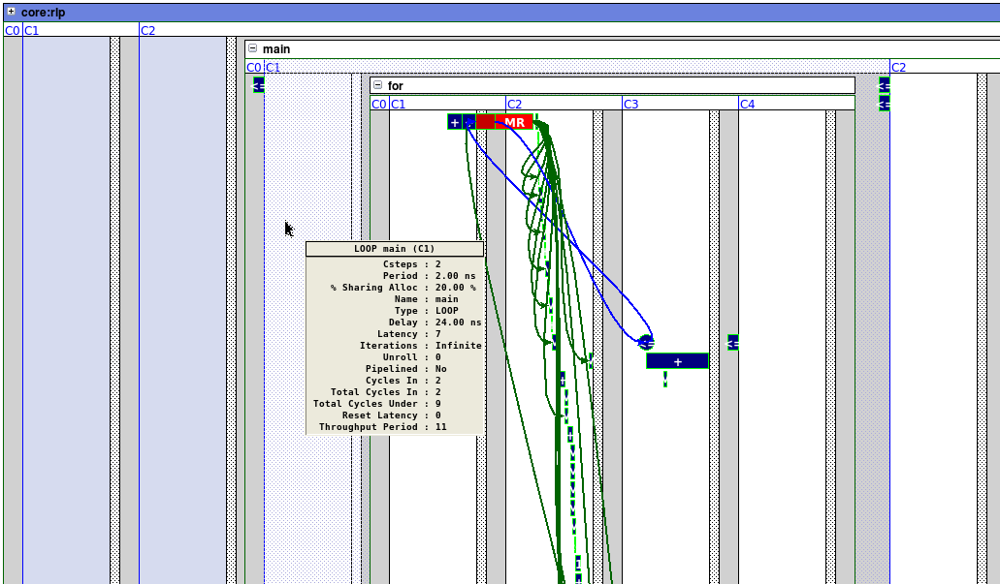 core:rlp
C0 C1 C2
main
C0 C1 C2
for
C0 C1 C2 C3 C4
+ MR
LOOP main (C1)
Csteps : 2
Period : 2.00 ns
% Sharing Alloc : 20.00 %
Name : main
Type : LOOP
Delay : 24.00 ns
Latency : 7
Iterations : Infinite
Unroll : 0
Pipelined : No
Cycles In : 2
Total Cycles In : 2
Total Cycles Under : 9
Reset Latency : 0
Throughput Period : 11
+